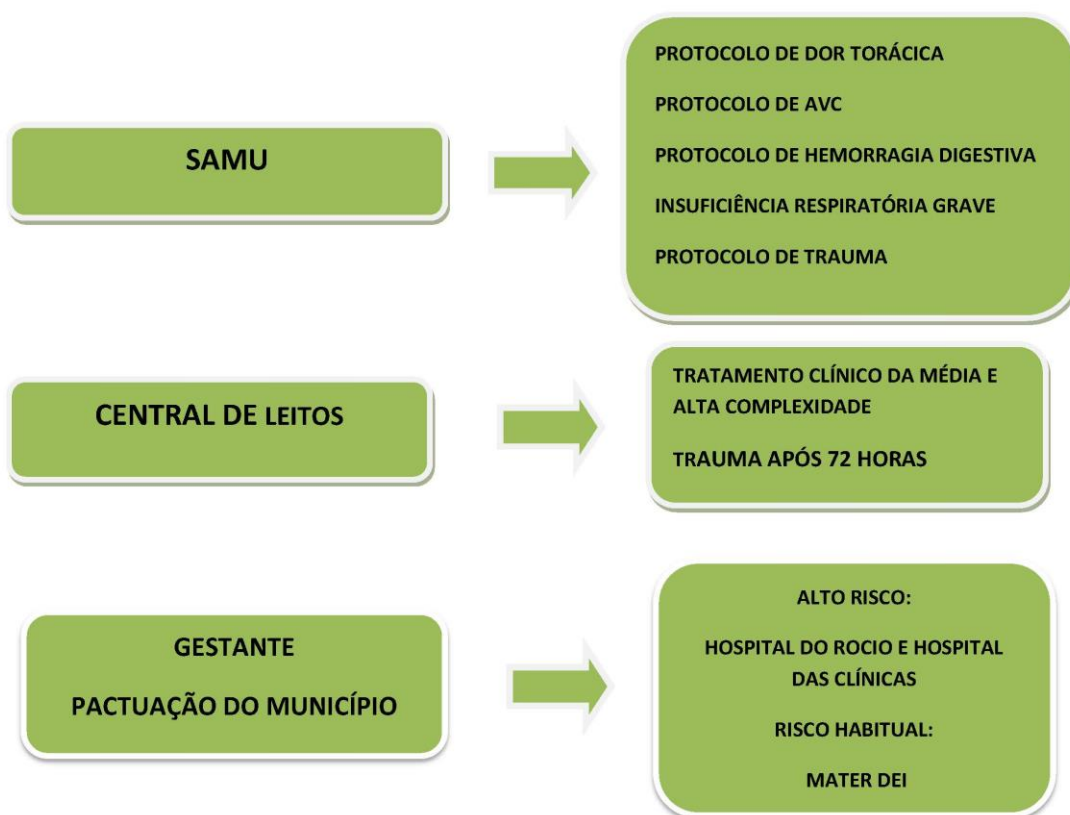 SAMU
PROTOCOLO DE DOR TORÁCICA
PROTOCOLO DE AVC
PROTOCOLO DE HEMORRAGIA DIGESTIVA
INSUFICIÊNCIA RESPIRATÓRIA GRAVE
PROTOCOLO DE TRAUMA
CENTRAL DE LEITOS
TRATAMENTO CLÍNICO DA MÉDIA E
ALTA COMPLEXIDADE
TRAUMA APÓS 72 HORAS
GESTANTE
PACTUAÇÃO DO MUNICÍPIO
ALTO RISCO:
HOSPITAL DO ROCIO E HOSPITAL
DAS CLÍNICAS
RISCO HABITUAL:
MATER DEI